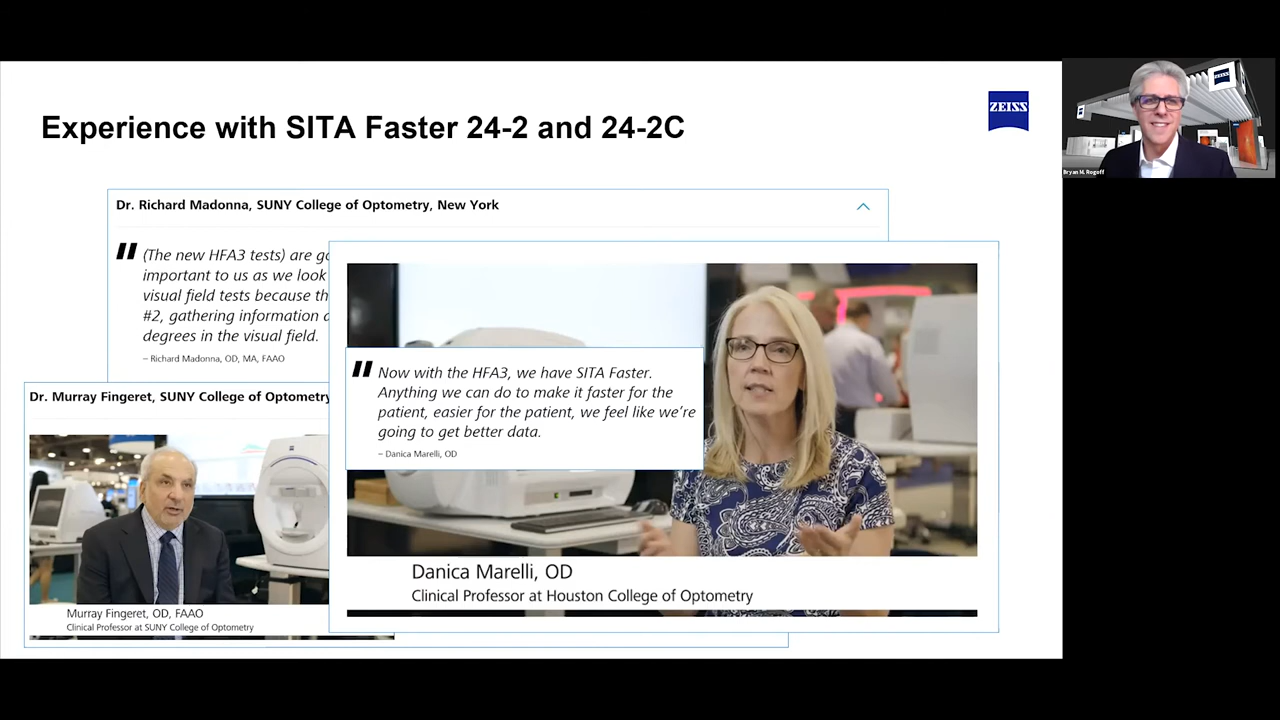 Experience with SITA Faster 24-2 and 24-2C
ZEISS
ZEISS
Bryan M. Rogoff
Dr. Richard Madonna, SUNY College of Optometry, New York
(The new HFA3 tests) are
important to us as we look
visual field tests because
#2, gathering information
degrees in the visual field.
– Richard Madonna, OD, MA, FAAO
Dr. Murray Fingeret, SUNY College of Optometry
Murray Fingeret, OD, FAAO
Clinical Professor at SUNY College of Optometry
" Now with the HFA3, we have SITA Faster.
Anything we can do to make it faster for the
patient, easier for the patient, we feel like we're
going to get better data.
– Danica Marelli, OD
Danica Marelli, OD
Clinical Professor at Houston College of Optometry